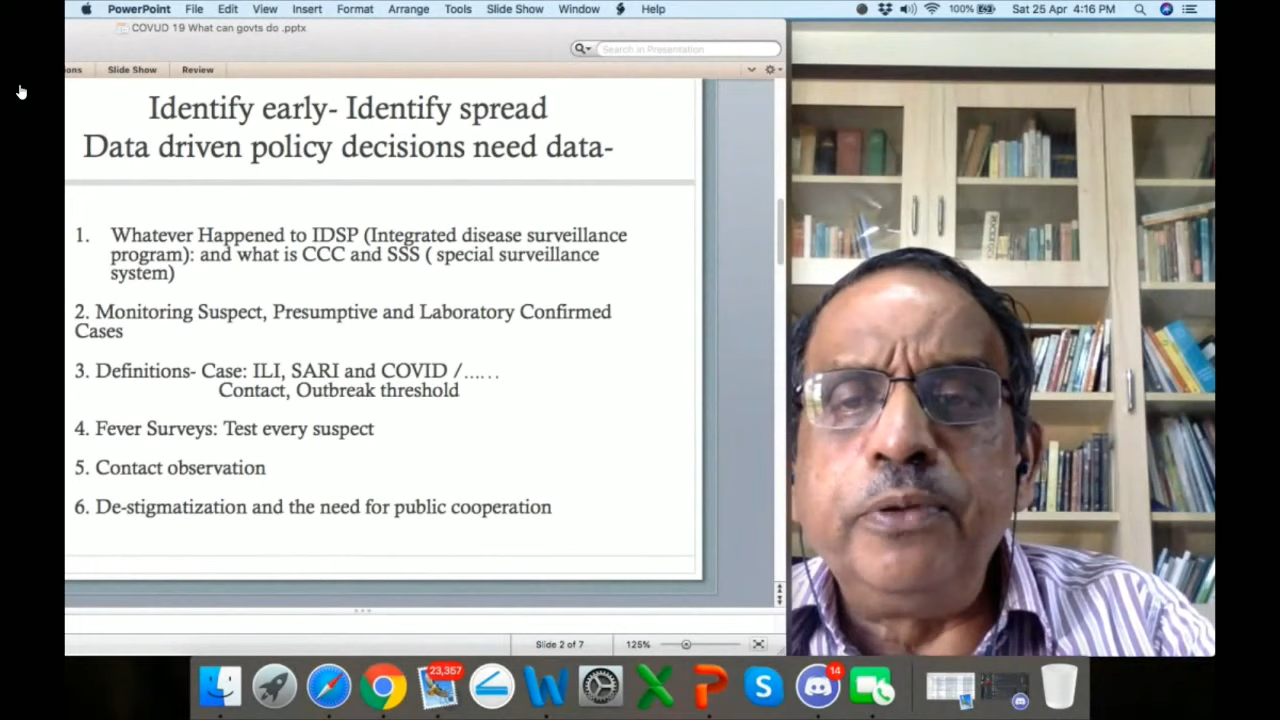 PowerPoint File Edit View Insert Format Arrange Tools Slide Show Window Help 100% Sat 25 Apr 4:16 PM
COVUD 19 What can govts do .pptx
Search in Presentation
ons Slide Show Review
Identify early- Identify spread
Data driven policy decisions need data-
1. Whatever Happened to IDSP (Integrated disease surveillance
program): and what is CCC and SSS ( special surveillance
system)
2. Monitoring Suspect, Presumptive and Laboratory Confirmed
Cases
3. Definitions- Case: ILI, SARI and COVID /......
Contact, Outbreak threshold
4. Fever Surveys: Test every suspect
5. Contact observation
6. De-stigmatization and the need for public cooperation
Slide 2 of 7 125%
23,357
14